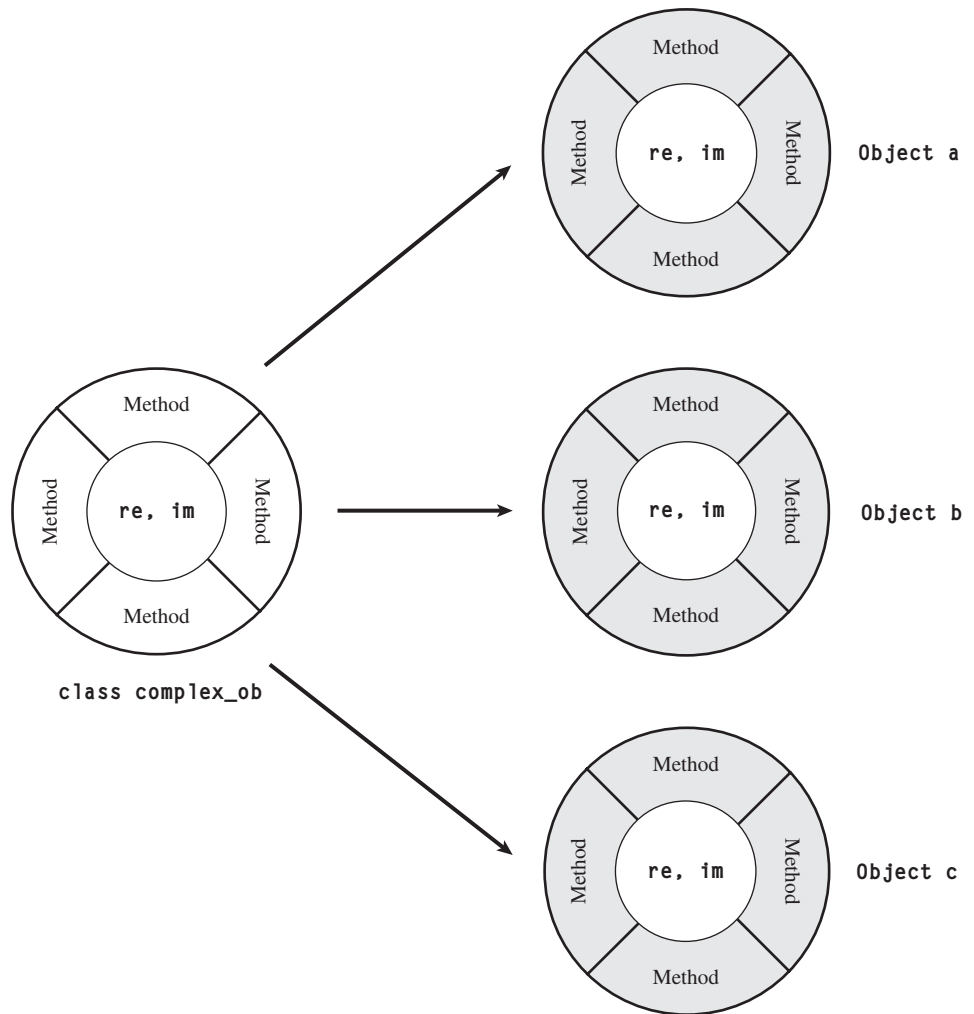 Method
Method
re, im
Method
Method
Object a
Method
Method
re, im
Method
Method
class complex_ob
Method
Method
re, im
Method
Method
Object b
Method
Method
re, im
Method
Method
Object c